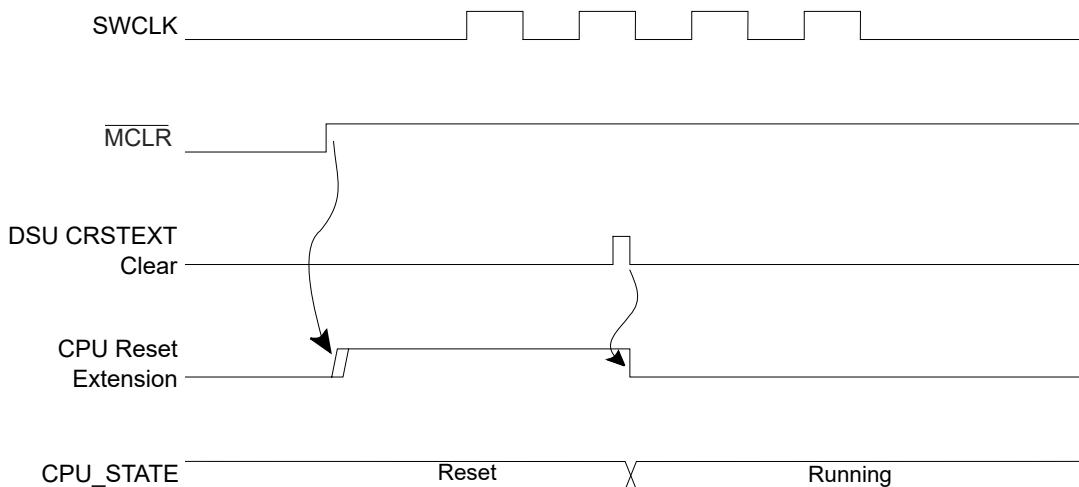 SWCLK
MCLR
DSU CRSTEXT
Clear
CPU Reset
Extension
CPU_STATE Reset Running